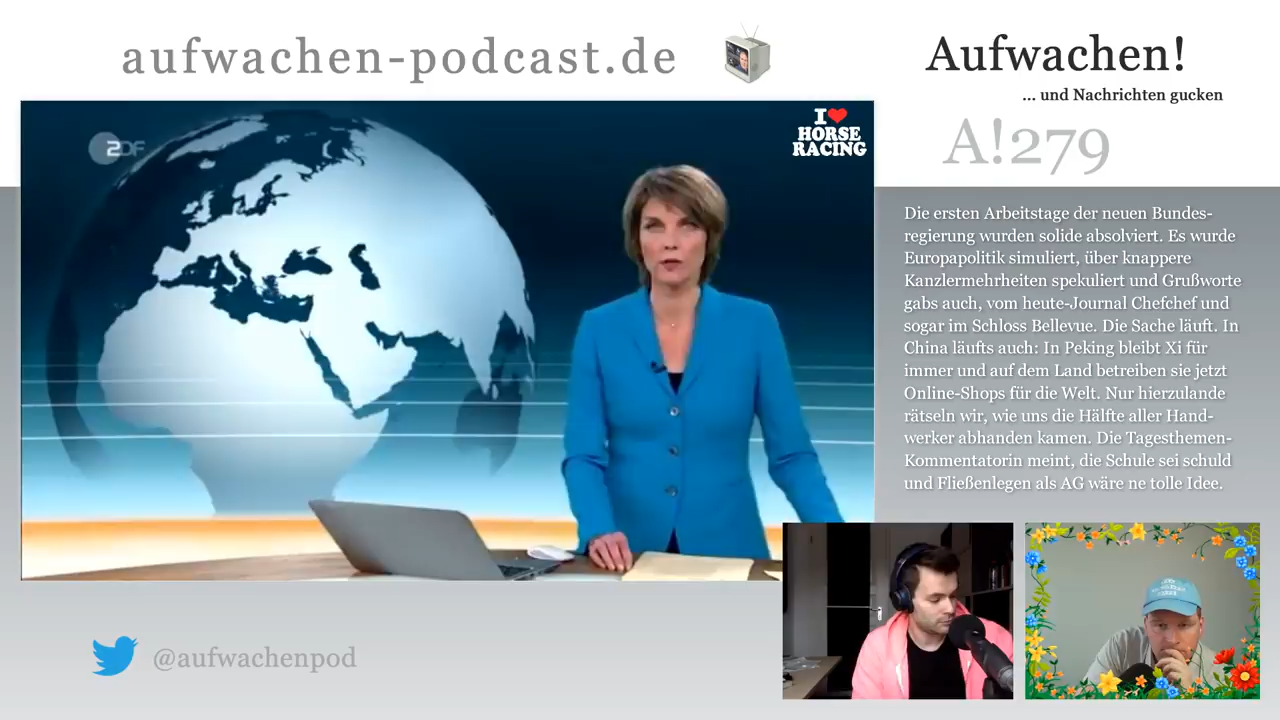 aufwachen-podcast.de
Aufwachen!
... und Nachrichten gucken
A!279
ZDF
I
HORSE
RACING
Die ersten Arbeitstage der neuen Bundes-
regierung wurden solide absolviert. Es wurde
Europapolitik simuliert, über knappere
Kanzlermehrheiten spekuliert und Grußworte
gabs auch, vom heute-Journal Chefchef und
sogar im Schloss Bellevue. Die Sache läuft. In
China läufts auch: In Peking bleibt Xi für
immer und auf dem Land betreiben sie jetzt
Online-Shops für die Welt. Nur hierzulande
rätseln wir, wie uns die Hälfte aller Hand-
werker abhanden kamen. Die Tagesthemen-
Kommentatorin meint, die Schule sei schuld
und Fließenlegen als AG wäre ne tolle Idee.
@aufwachenpod